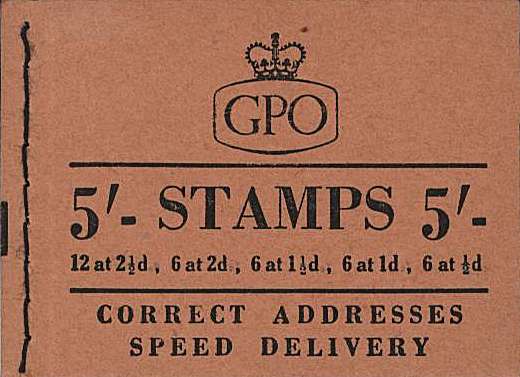 GPO
5/- STAMPS 5/-
12 at 2½d., 6 at 2d., 6 at 1½d., 6 at 1d., 6 at ½d
CORRECT ADDRESSES
SPEED DELIVERY